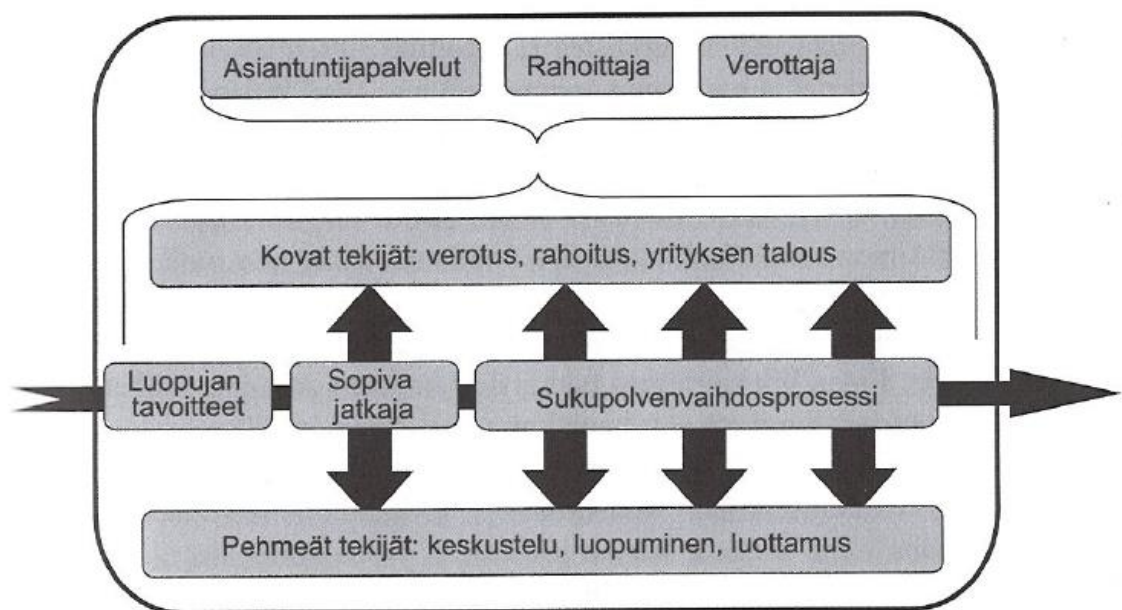 Asiantuntijapalvelut
Rahoittaja
Verottaja
Kovat tekijät: verotus, rahoitus, yrityksen talous
Luopujan
tavoitteet
Sopiva
jatkaja
Sukupolvenvaihdosprosessi
Pehmeät tekijät: keskustelu, luopuminen, luottamus